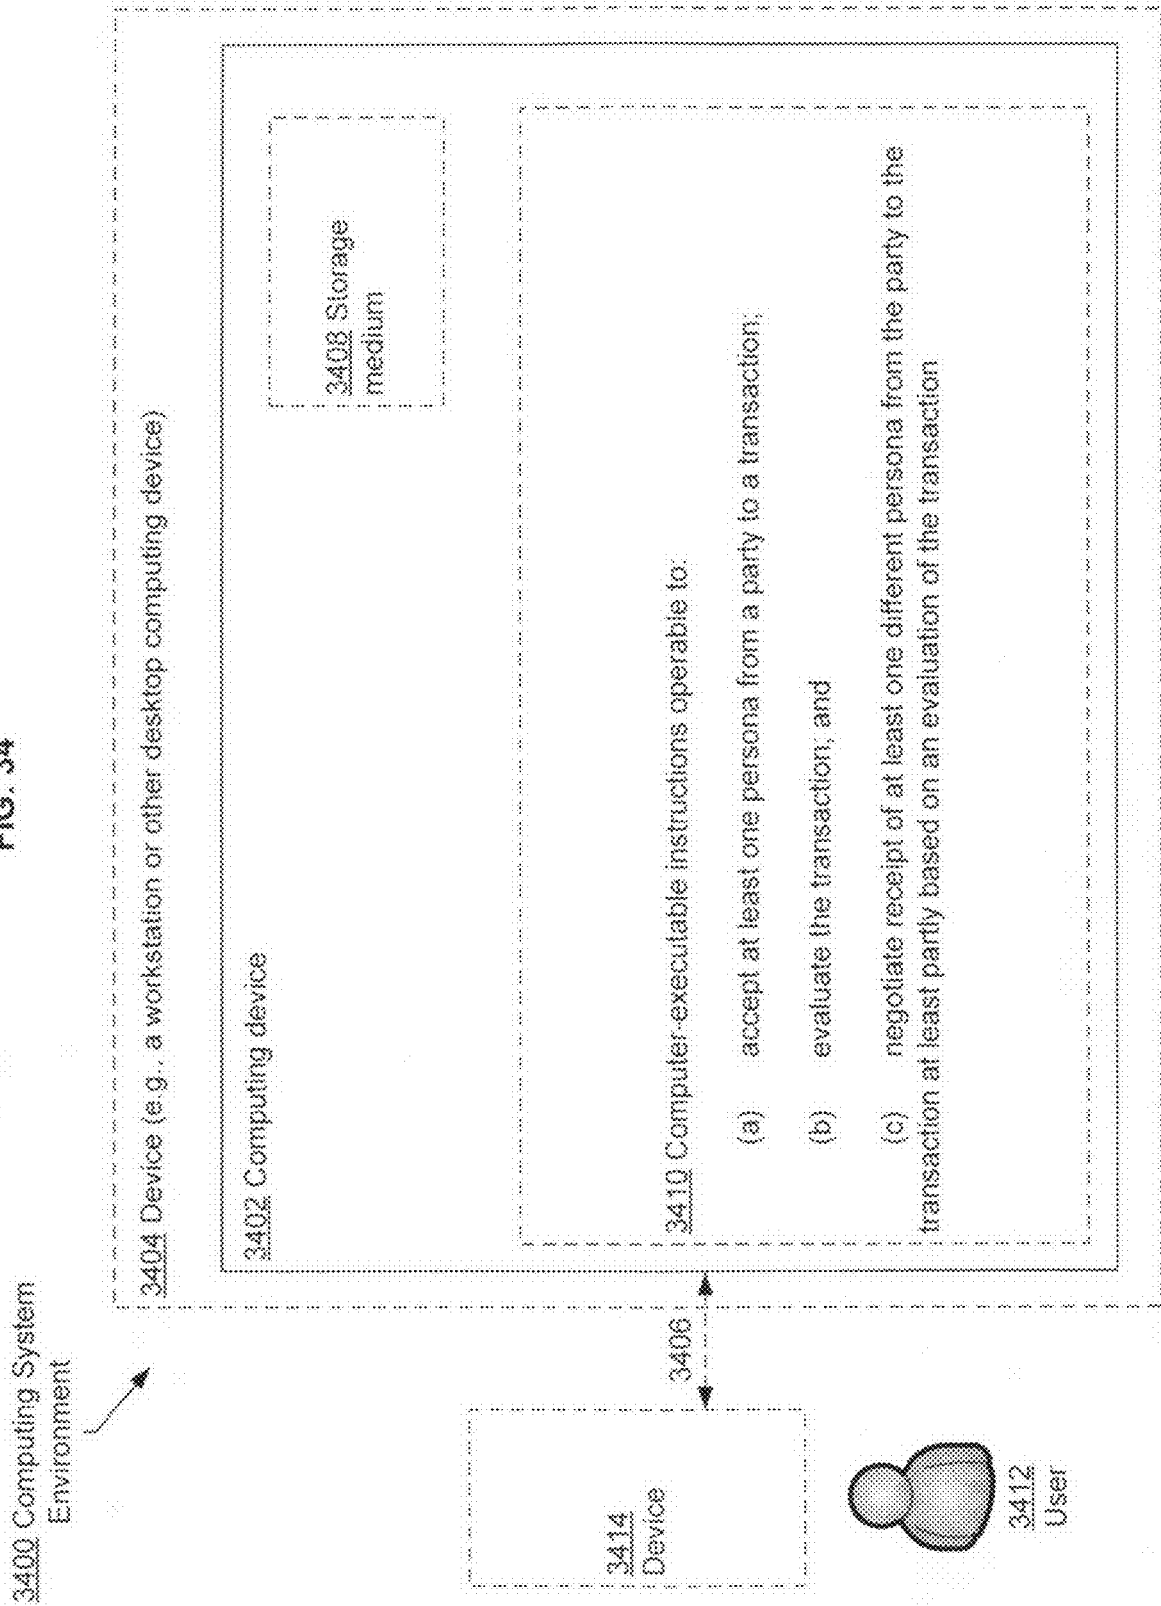 FIG. 34
3400 Computing System
Environment
3404 Device (e.g., a workstation or other desktop computing device)
3402 Computing device
3408 Storage
medium
3410 Computer-executable instructions operable to:
(a) accept at least one persona from a party to a transaction;
(b) evaluate the transaction; and
(c) negotiate receipt of at least one different persona from the party to the
transaction at least partly based on an evaluation of the transaction
3406
3414
Device
3412
User